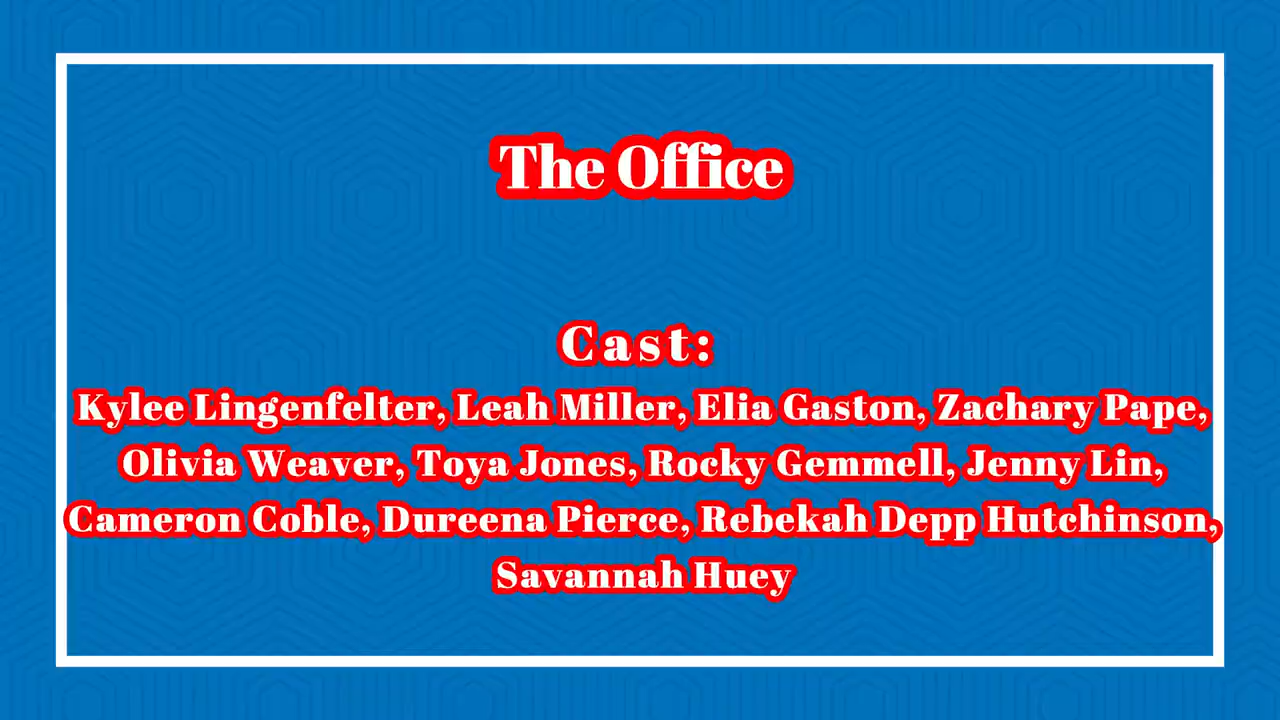 The Office
Cast:
Kylee Lingenfelter, Leah Miller, Elia Gaston, Zachary Pape,
Olivia Weaver, Toya Jones, Rocky Gemmell, Jenny Lin,
Cameron Coble, Dureena Pierce, Rebekah Depp Hutchinson,
Savannah Huey